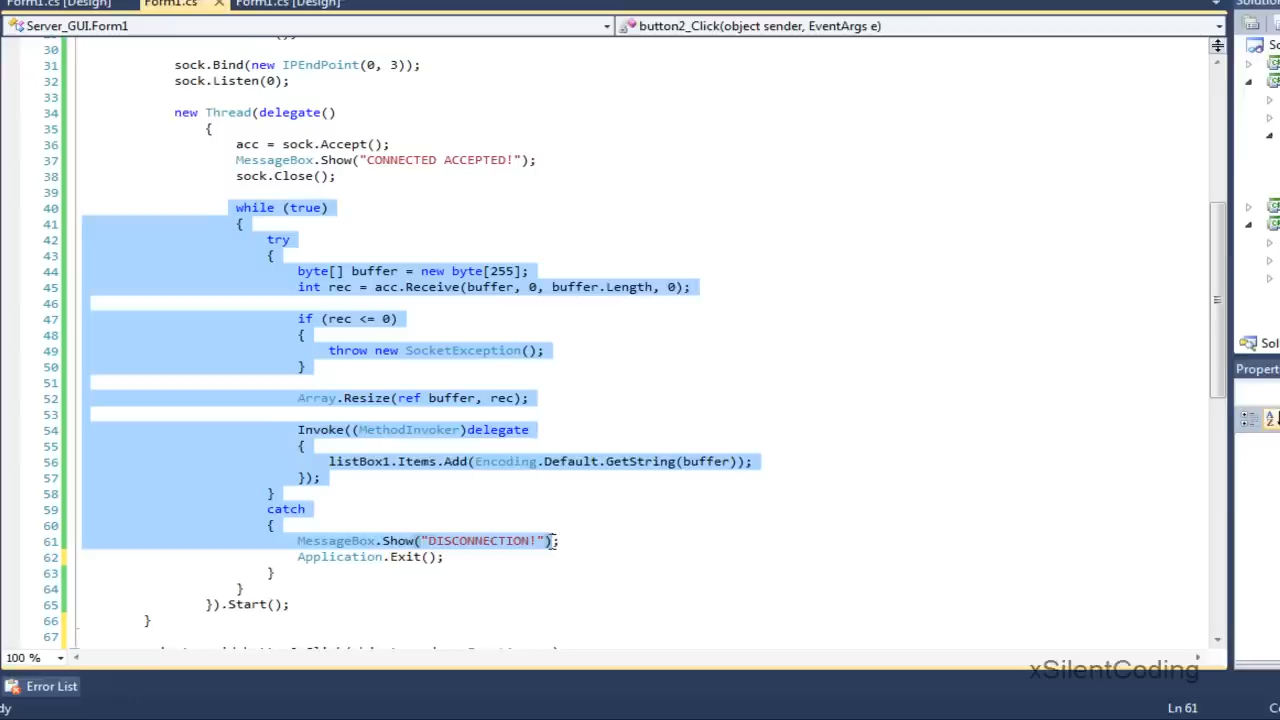 Form1.cs [Design]
Form1.cs
Form1.cs [Design]
Solution
Server_GUI.Form1
button2_Click(object sender, EventArgs e)
30
31 sock.Bind(new IPEndPoint(0, 3));
32 sock.Listen(0);
33
34 new Thread(delegate()
35 {
36 acc = sock.Accept();
37 MessageBox.Show("CONNECTED ACCEPTED!");
38 sock.Close();
39
40 while (true)
41 {
42 try
43 {
44 byte[] buffer = new byte[255];
45 int rec = acc.Receive(buffer, 0, buffer.Length, 0);
46
47 if (rec <= 0)
48 {
49 throw new SocketException();
50 }
51
52 Array.Resize(ref buffer, rec);
53
54 Invoke((MethodInvoker)delegate
55 {
56 listBox1.Items.Add(Encoding.Default.GetString(buffer));
57 });
58 }
59 catch
60 {
61 MessageBox.Show("DISCONNECTION!");
62 Application.Exit();
63 }
64 }
65 }).Start();
66 }
67
So
Sol
Propert
100 %
xSilentCoding
Error List
dy
Ln 61
Co